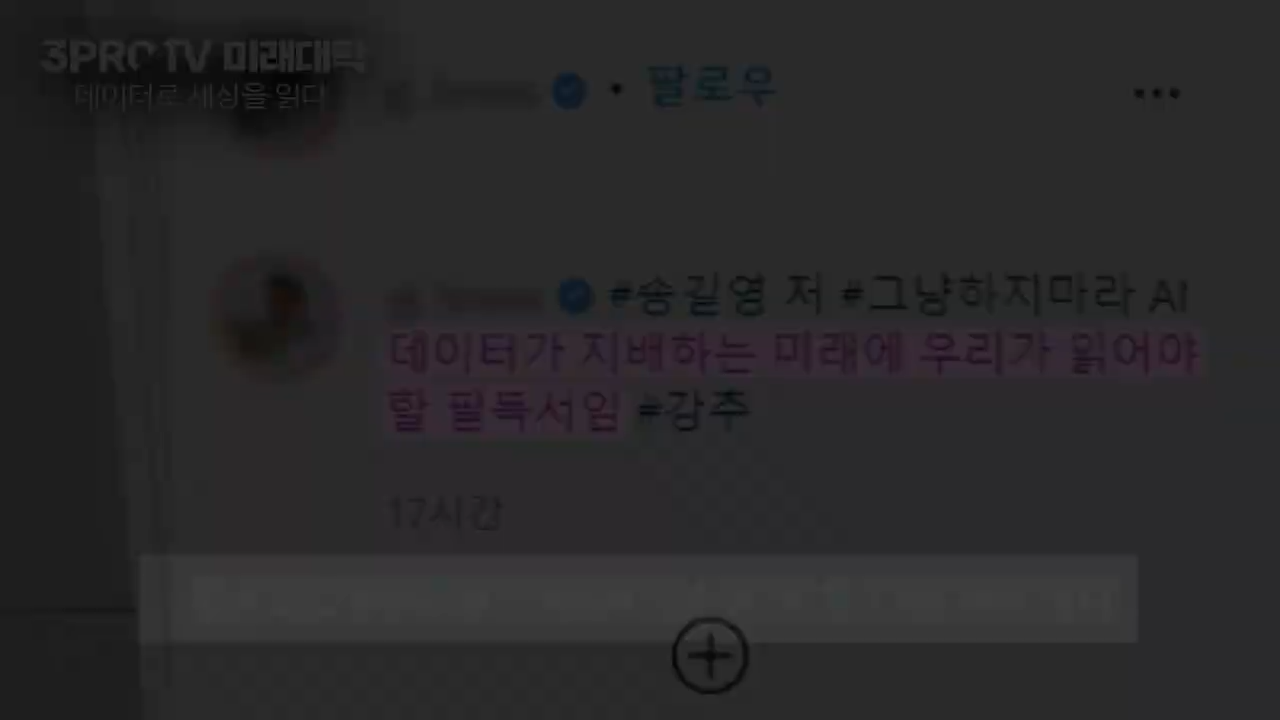 3PRO TV 미래대담
데이터로 세상을 읽다
• 팔로우
#송길영 저 #그냥하지마라 AI
데이터가 지배하는 미래에 우리가 읽어야
할 필독서임 #강추
17시간